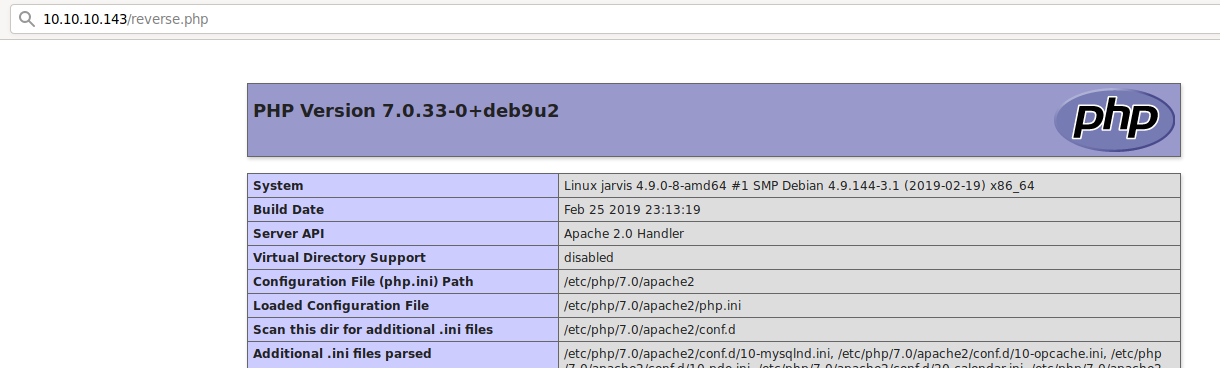 10.10.10.143/reverse.php
PHP Version 7.0.33-0+deb9u2
php
System Linux jarvis 4.9.0-8-amd64 #1 SMP Debian 4.9.144-3.1 (2019-02-19) x86_64
Build Date Feb 25 2019 23:13:19
Server API Apache 2.0 Handler
Virtual Directory Support disabled
Configuration File (php.ini) Path /etc/php/7.0/apache2
Loaded Configuration File /etc/php/7.0/apache2/php.ini
Scan this dir for additional .ini files /etc/php/7.0/apache2/conf.d
Additional .ini files parsed /etc/php/7.0/apache2/conf.d/10-mysqlnd.ini, /etc/php/7.0/apache2/conf.d/10-opcache.ini, /etc/php